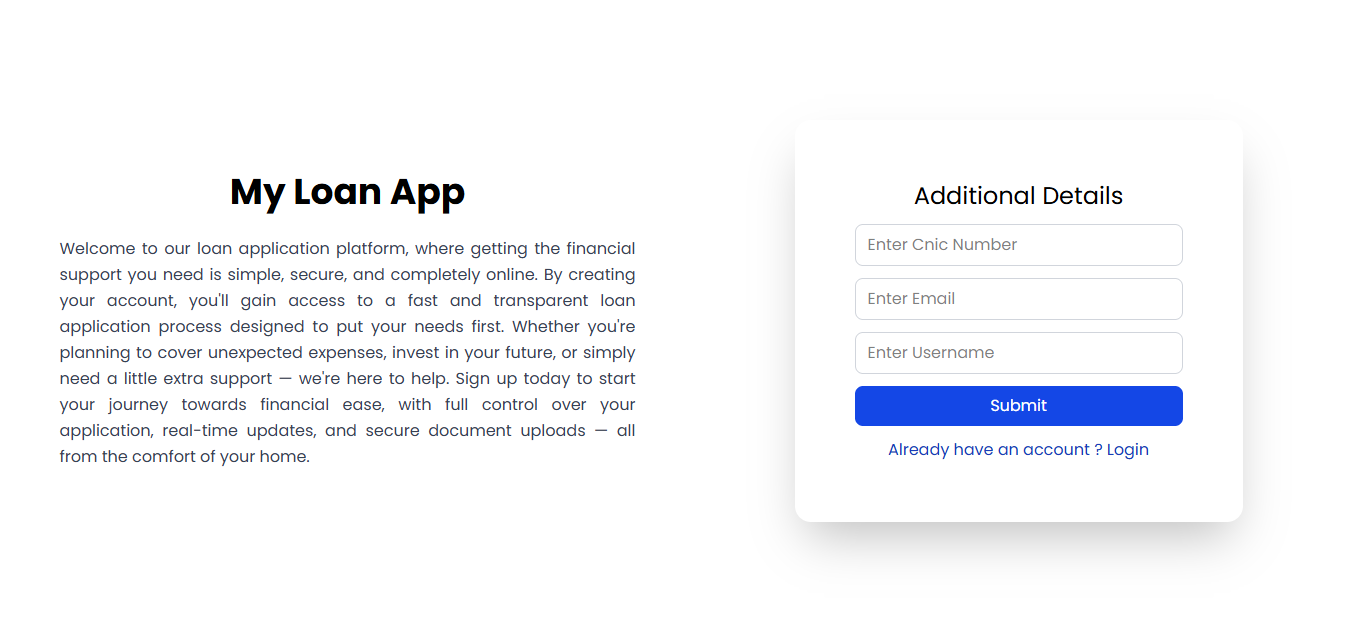 My Loan App
Welcome to our loan application platform, where getting the financial
support you need is simple, secure, and completely online. By creating
your account, you'll gain access to a fast and transparent loan
application process designed to put your needs first. Whether you're
planning to cover unexpected expenses, invest in your future, or simply
need a little extra support — we're here to help. Sign up today to start
your journey towards financial ease, with full control over your
application, real-time updates, and secure document uploads — all
from the comfort of your home.
Additional Details
Enter Cnic Number
Enter Email
Enter Username
Submit
Already have an account ? Login